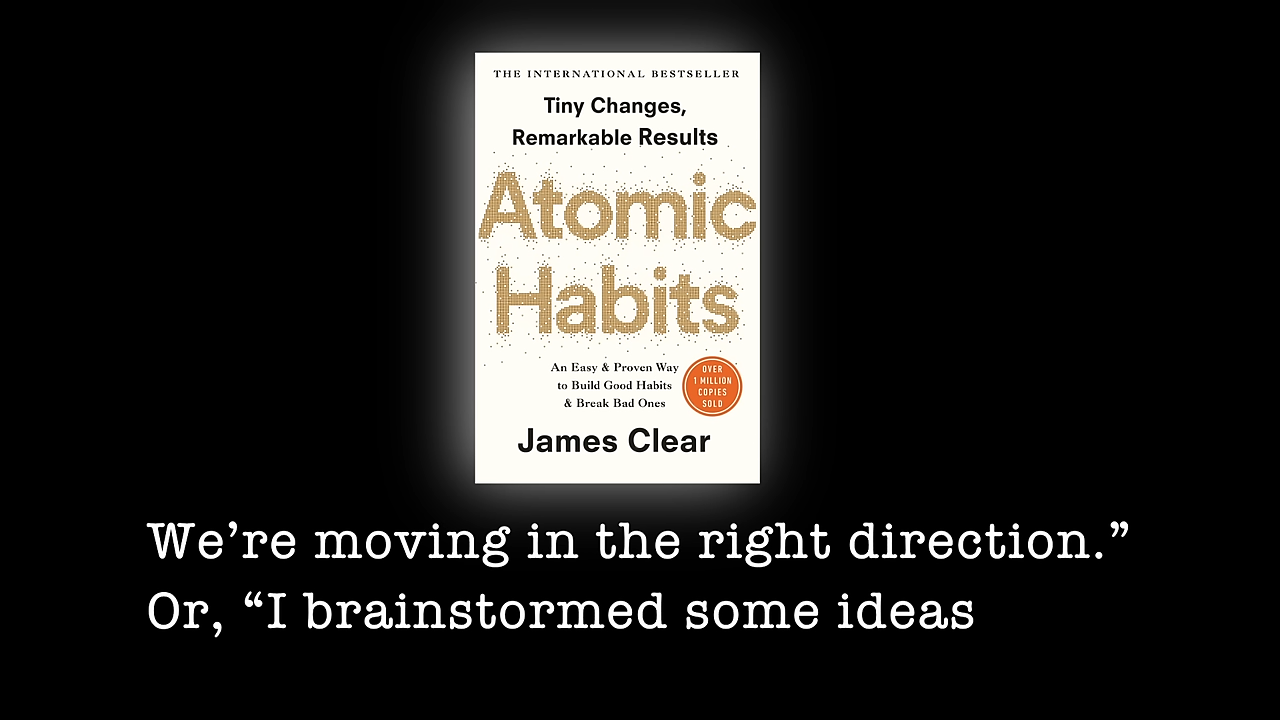 THE INTERNATIONAL BESTSELLER
Tiny Changes,
Remarkable Results
Atomic
Habits
An Easy & Proven Way
to Build Good Habits
& Break Bad Ones
OVER
1 MILLION
COPIES
SOLD
James Clear
We’re moving in the right direction.”
Or, “I brainstormed some ideas